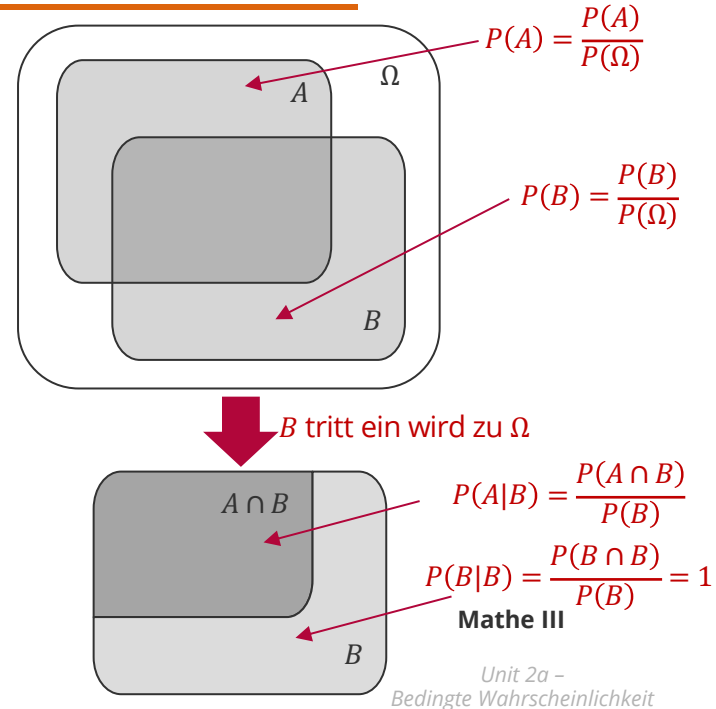 P(A) = P(A)/P(Ω)
Ω
A
P(B) = P(B)/P(Ω)
B
B tritt ein wird zu Ω
A ∩ B
P(A|B) = P(A ∩ B)/P(B)
P(B|B) = P(B ∩ B)/P(B) = 1
Mathe III
B
Unit 2a –
Bedingte Wahrscheinlichkeit